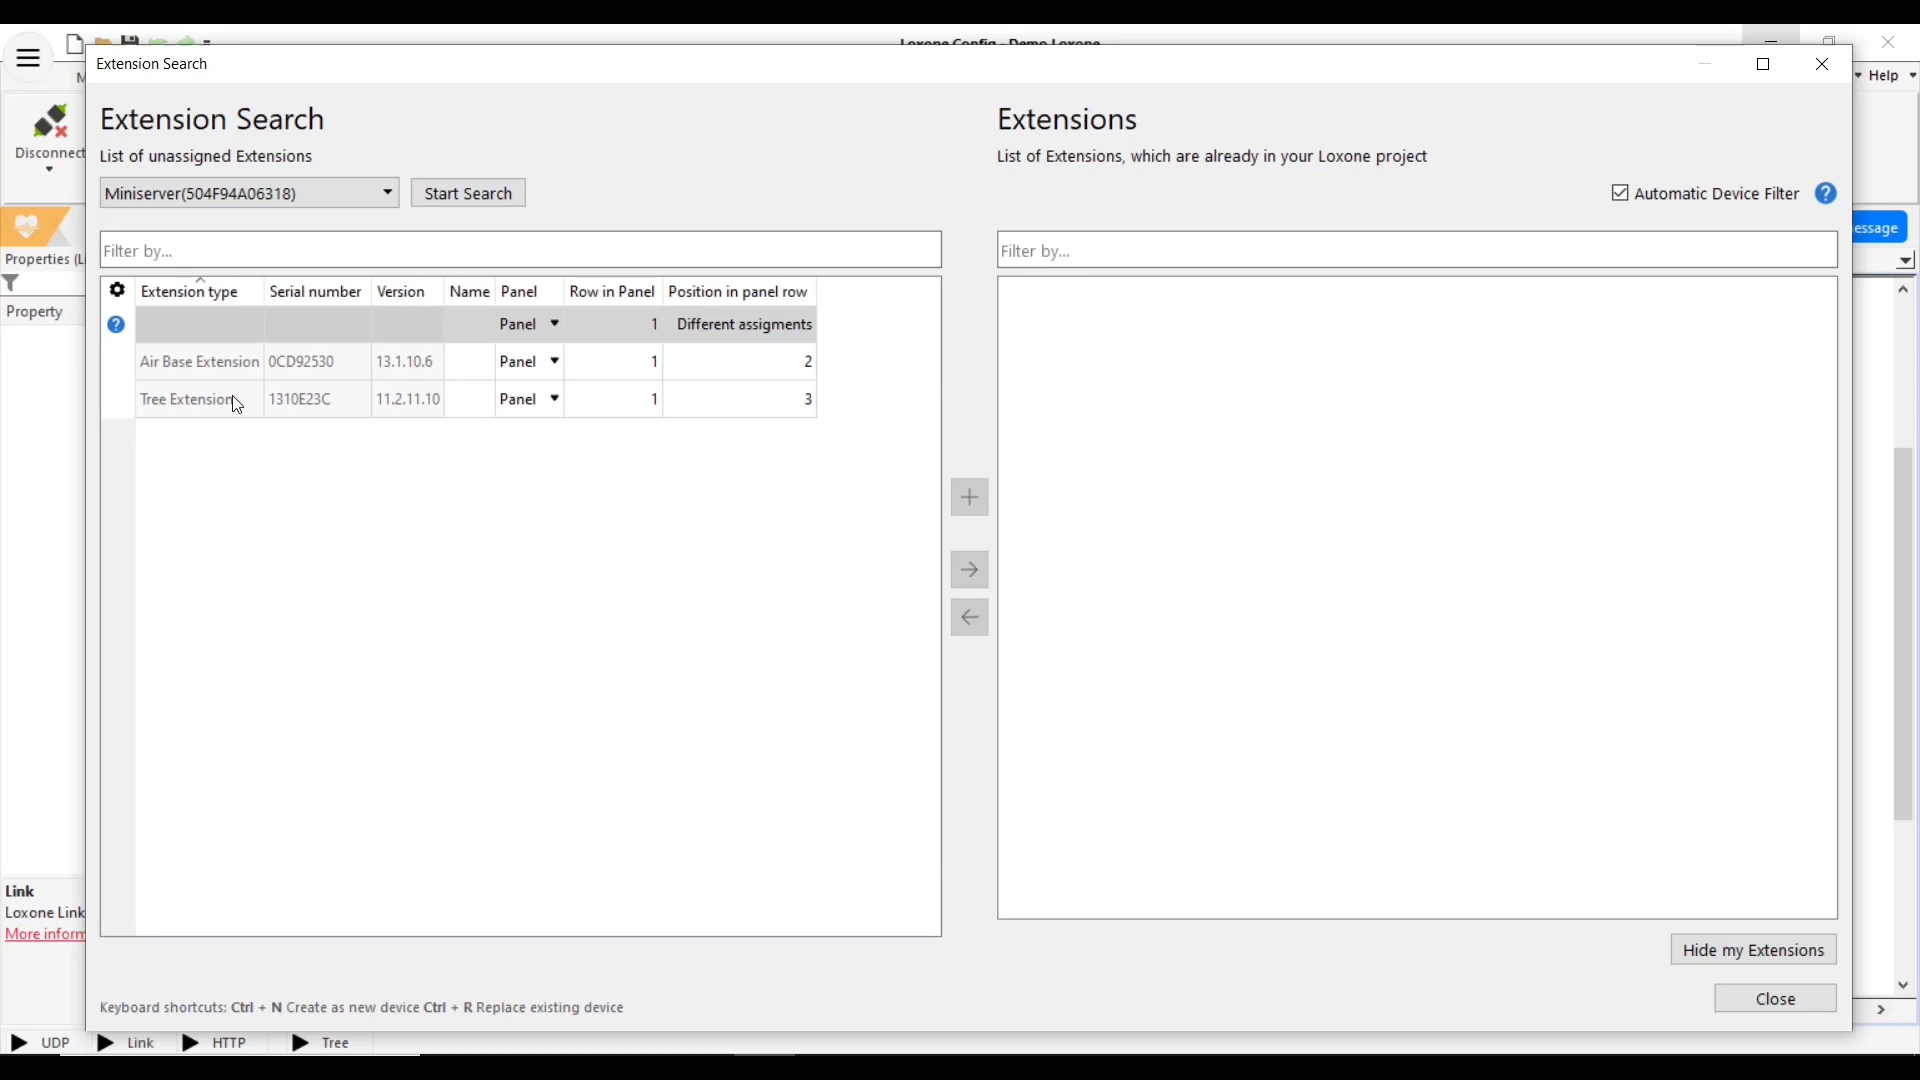 Extension Search
Help
Extension Search
Extensions
Disconnect
List of unassigned Extensions
List of Extensions, which are already in your Loxone project
Miniserver(504F94A06318)
Start Search
Automatic Device Filter
essage
Properties (L
Filter by...
Filter by...
Property
Extension type Serial number Version Name Panel Row in Panel Position in panel row
Panel 1 Different assigments
Air Base Extension 0CD92530 13.1.10.6 Panel 1 2
Tree Extension 1310E23C 11.2.11.10 Panel 1 3
Link
Loxone Link
More inform
Hide my Extensions
Close
Keyboard shortcuts: Ctrl + N Create as new device Ctrl + R Replace existing device
UDP Link HTTP Tree